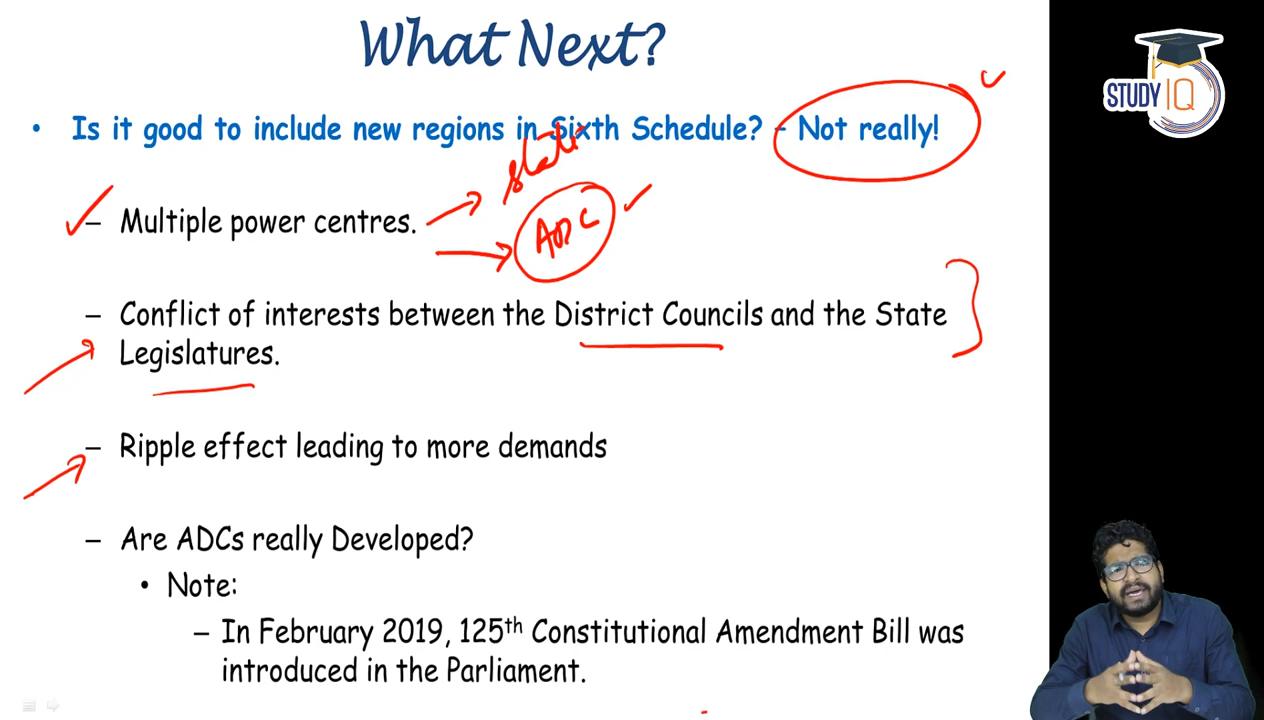 What Next?
STUDY IQ
• Is it good to include new regions in Sixth Schedule? - Not really!
State
– Multiple power centres.
ADC
– Conflict of interests between the District Councils and the State
Legislatures.
– Ripple effect leading to more demands
– Are ADCs really Developed?
• Note:
– In February 2019, 125th Constitutional Amendment Bill was
introduced in the Parliament.